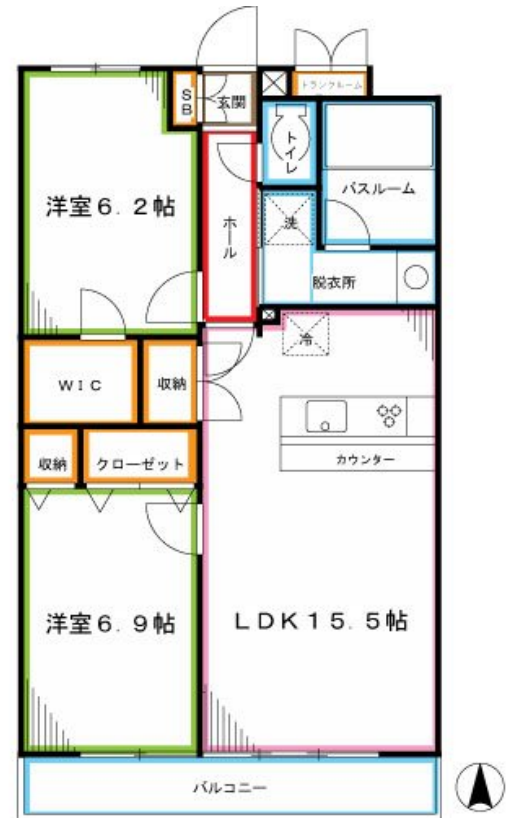 トランクルーム
SB
玄関
トイレ
バスルーム
洋室6.2帖
ホール
洗
脱衣所
冷
WIC
収納
カウンター
収納
クローゼット
洋室6.9帖
LDK15.5帖
バルコニー